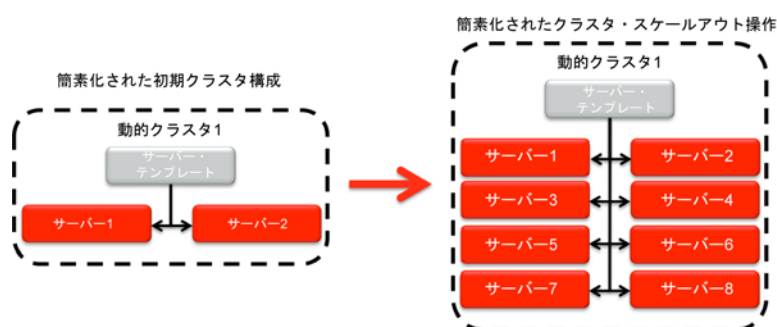 簡素化された初期クラスタ構成
動的クラスタ1
サーバー・
テンプレート
サーバー1
サーバー2
簡素化されたクラスタ・スケールアウト操作
動的クラスタ1
サーバー・
テンプレート
サーバー1
サーバー2
サーバー3
サーバー4
サーバー5
サーバー6
サーバー7
サーバー8